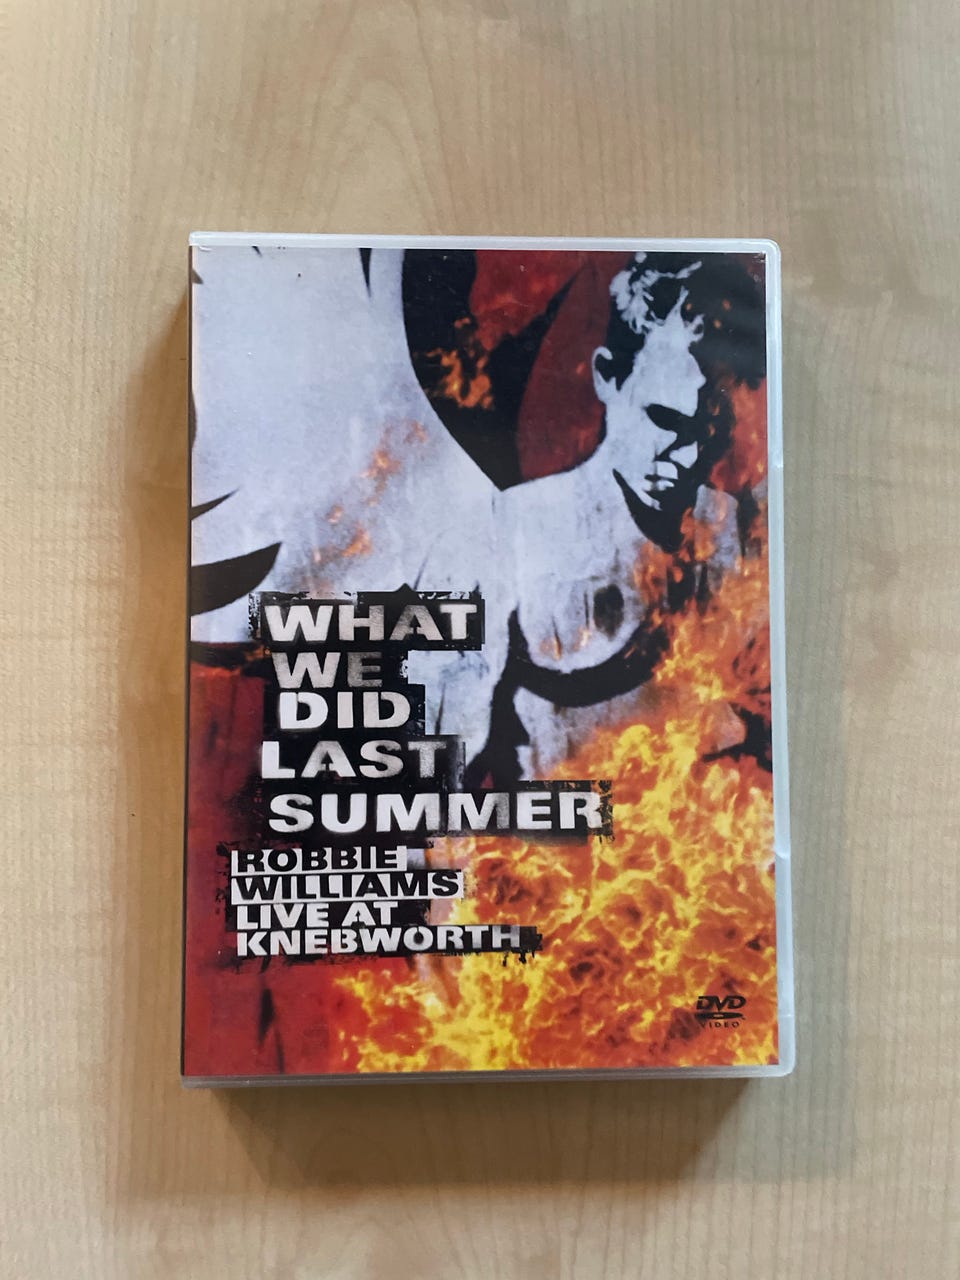 WHAT
WE
DID
LAST
SUMMER
ROBBIE
WILLIAMS
LIVE AT
KNEBWORTH
DVD
VIDEO